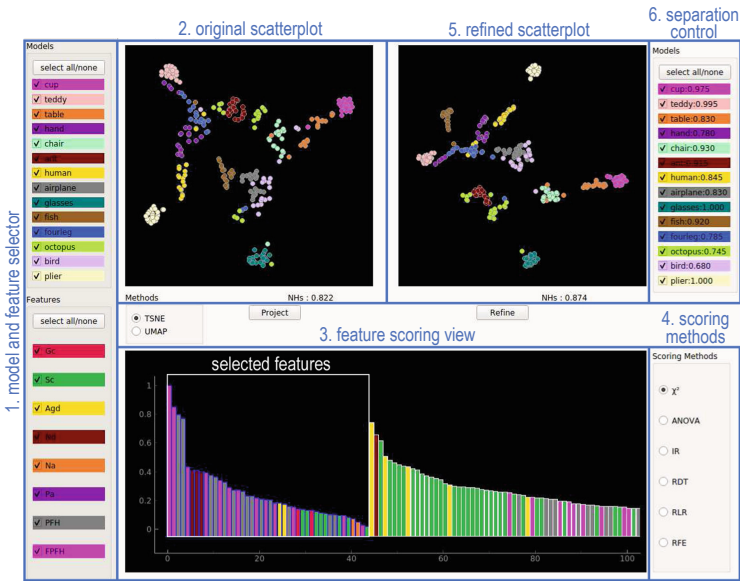 2. original scatterplot
5. refined scatterplot
6. separation
control
1. model and feature selector
Models
select all/none
cup
teddy
table
hand
chair
human
airplane
glasses
fish
fourleg
octopus
bird
plier
Features
select all/none
Gc
Sc
Agd
Na
Pa
PFH
FPFH
Methods
NHs : 0.822
TSNE
UMAP
Project
NHs : 0.874
Refine
Models
select all/none
cup:0.975
teddy:0.995
table:0.830
hand:0.780
chair:0.930
human:0.845
airplane:0.830
glasses:1.000
fish:0.920
fourleg:0.785
octopus:0.745
bird:0.680
plier:1.000
3. feature scoring view
selected features
1
0.8
0.6
0.4
0.2
0
0
20
40
60
80
100
4. scoring
methods
Scoring Methods
χ²
ANOVA
IR
RDT
RLR
RFE